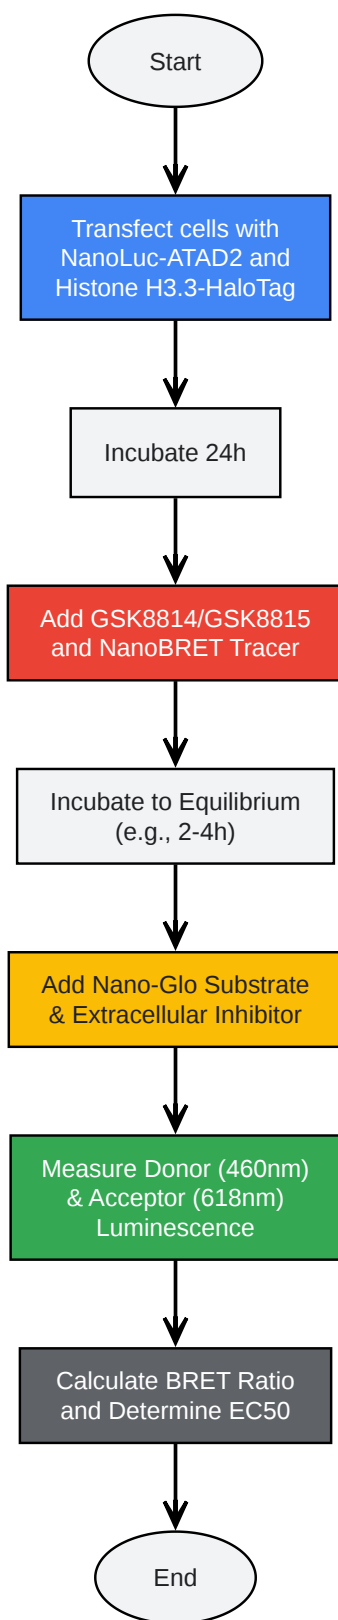 Start
Transfect cells with
NanoLuc-ATAD2 and
Histone H3.3-HaloTag
Incubate 24h
Add GSK8814/GSK8815
and NanoBRET Tracer
Incubate to Equilibrium
(e.g., 2-4h)
Add Nano-Glo Substrate
& Extracellular Inhibitor
Measure Donor (460nm)
& Acceptor (618nm)
Luminescence
Calculate BRET Ratio
and Determine EC50
End